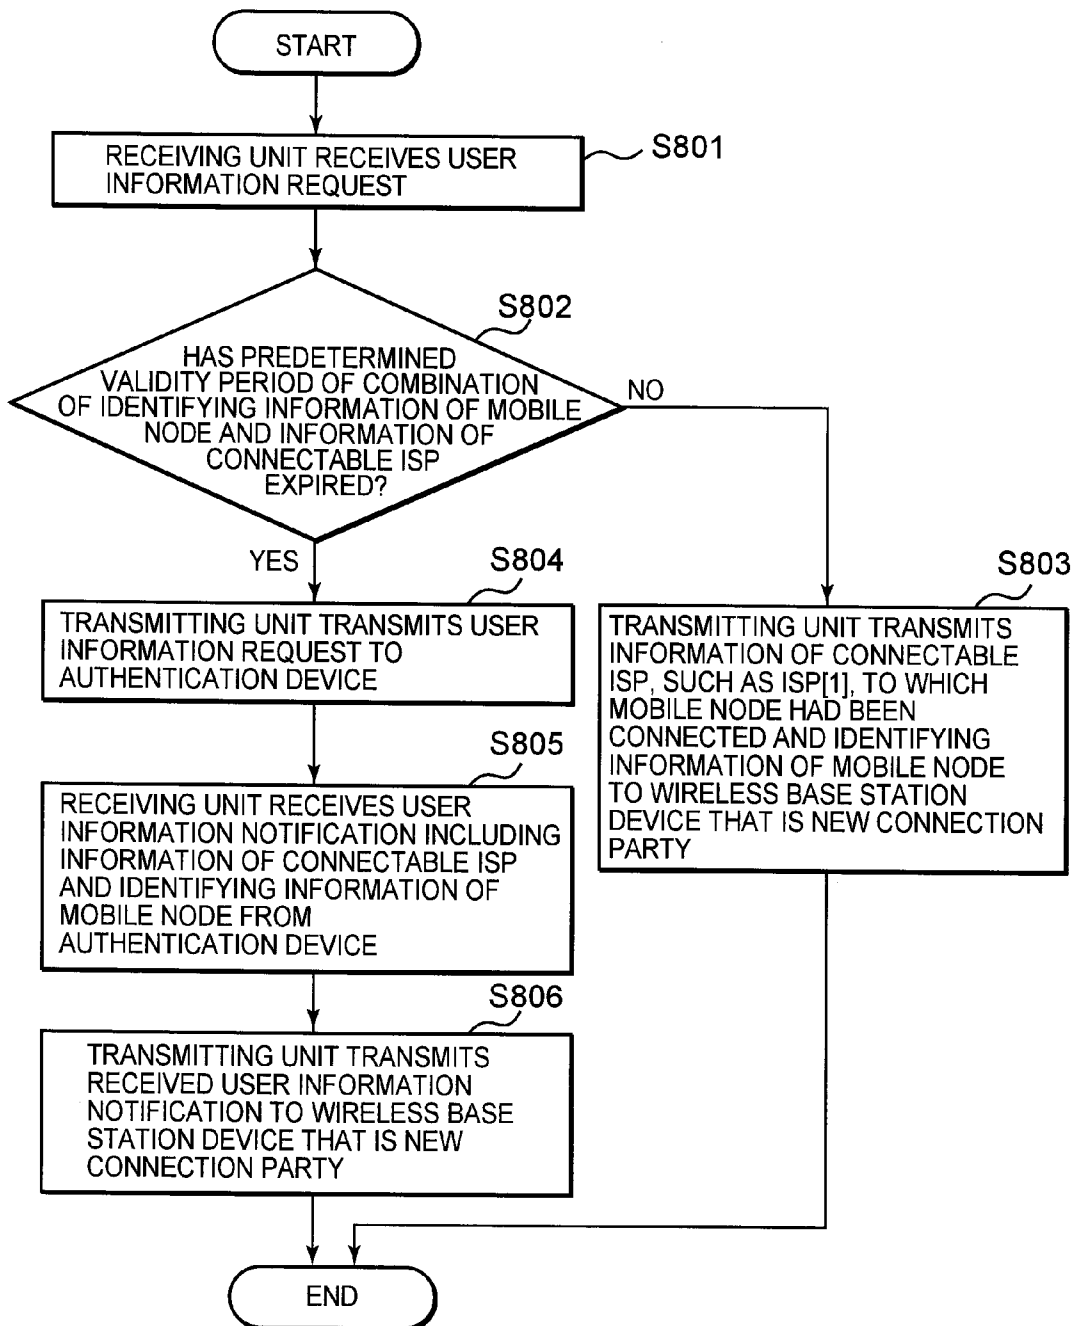 START
S801
RECEIVING UNIT RECEIVES USER
INFORMATION REQUEST
S802
HAS PREDETERMINED
VALIDITY PERIOD OF COMBINATION
OF IDENTIFYING INFORMATION OF MOBILE
NODE AND INFORMATION OF
CONNECTABLE ISP
EXPIRED?
NO
YES
S804
TRANSMITTING UNIT TRANSMITS USER
INFORMATION REQUEST TO
AUTHENTICATION DEVICE
S803
TRANSMITTING UNIT TRANSMITS
INFORMATION OF CONNECTABLE
ISP, SUCH AS ISP[1], TO WHICH
MOBILE NODE HAD BEEN
CONNECTED AND IDENTIFYING
INFORMATION OF MOBILE NODE
TO WIRELESS BASE STATION
DEVICE THAT IS NEW CONNECTION
PARTY
S805
RECEIVING UNIT RECEIVES USER
INFORMATION NOTIFICATION INCLUDING
INFORMATION OF CONNECTABLE ISP
AND IDENTIFYING INFORMATION OF
MOBILE NODE FROM
AUTHENTICATION DEVICE
S806
TRANSMITTING UNIT TRANSMITS
RECEIVED USER INFORMATION
NOTIFICATION TO WIRELESS BASE
STATION DEVICE THAT IS NEW
CONNECTION PARTY
END